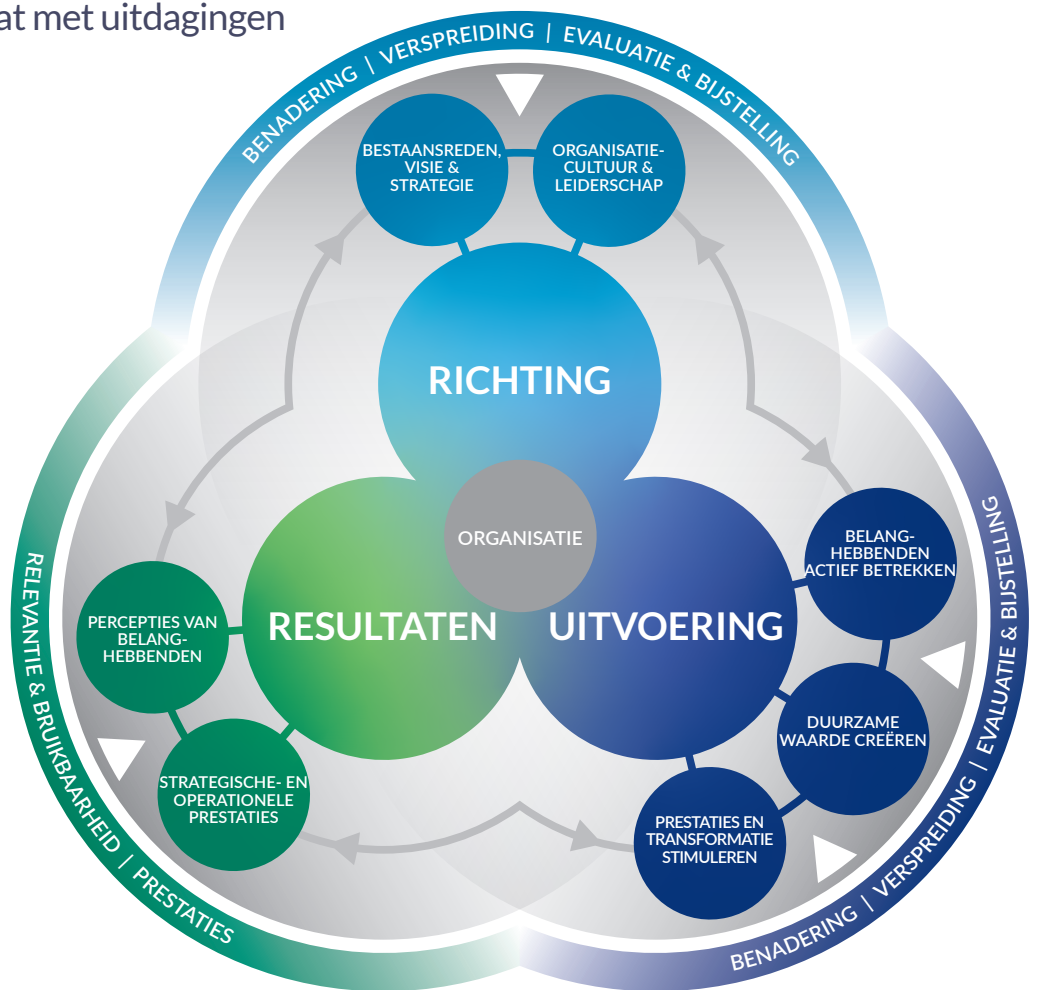 at met uitdagingen
BENADERING | VERSPREIDING | EVALUATIE & BIJSTELLING
BESTAANSREDEN,
VISIE &
STRATEGIE
ORGANISATIE-
CULTUUR &
LEIDERSCHAP
RICHTING
ORGANISATIE
RESULTATEN
UITVOERING
BELANG-
HEBBENDEN
ACTIEF BETREKKEN
DUURZAME
WAARDE CREËREN
PRESTATIES EN
TRANSFORMATIE
STIMULEREN
PERCEPTIES VAN
BELANG-
HEBBENDEN
STRATEGISCHE- EN
OPERATIONELE
PRESTATIES
RELEVANTIE & BRUIKBAARHEID | PRESTATIES
BENADERING | VERSPREIDING | EVALUATIE & BIJSTELLING